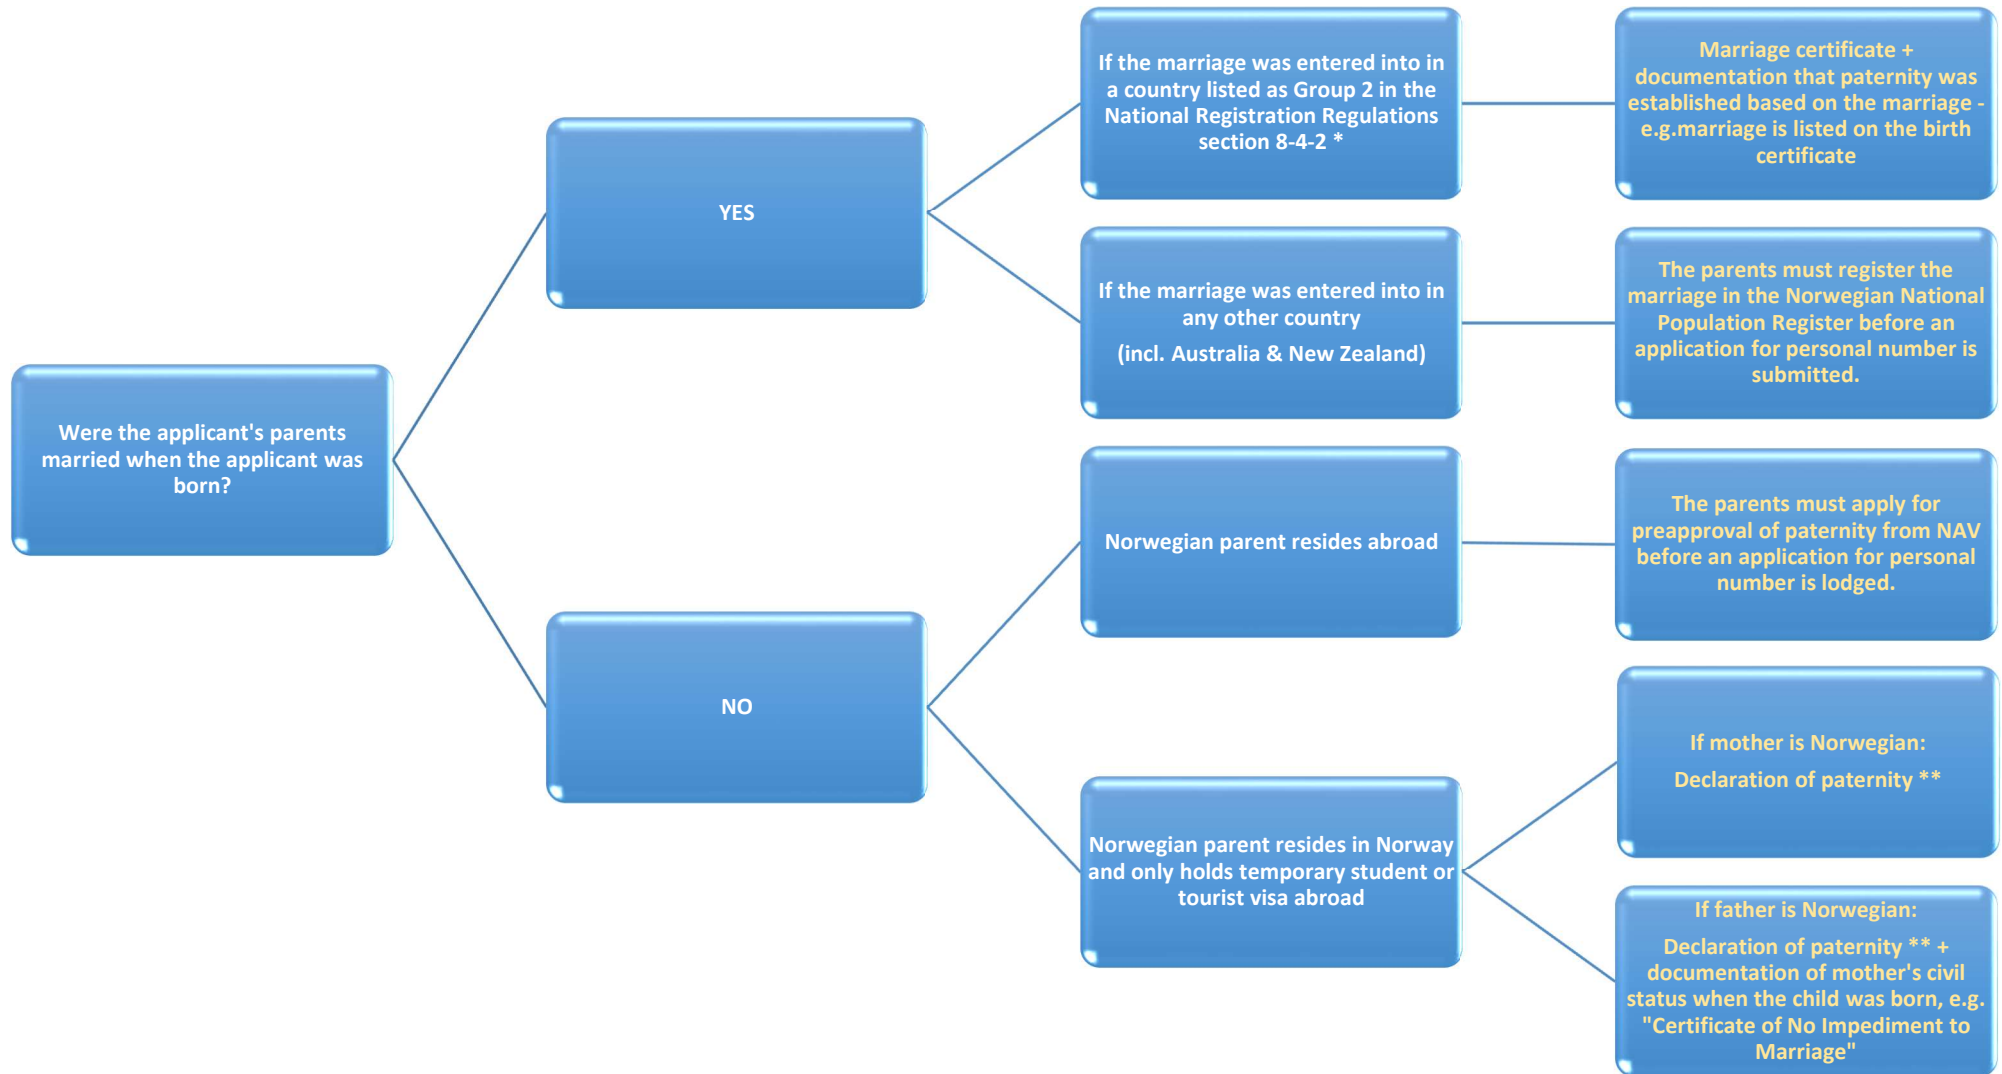 Were the applicant's parents
married when the applicant was
born?
YES
If the marriage was entered into in
a country listed as Group 2 in the
National Registration Regulations
section 8-4-2 *
Marriage certificate +
documentation that paternity was
established based on the marriage -
e.g.marriage is listed on the birth
certificate
If the marriage was entered into in
any other country
(incl. Australia & New Zealand)
The parents must register the
marriage in the Norwegian National
Population Register before an
application for personal number is
submitted.
NO
Norwegian parent resides abroad
The parents must apply for
preapproval of paternity from NAV
before an application for personal
number is lodged.
Norwegian parent resides in Norway
and only holds temporary student or
tourist visa abroad
If mother is Norwegian:
Declaration of paternity **
If father is Norwegian:
Declaration of paternity ** +
documentation of mother's civil
status when the child was born, e.g.
"Certificate of No Impediment to
Marriage"